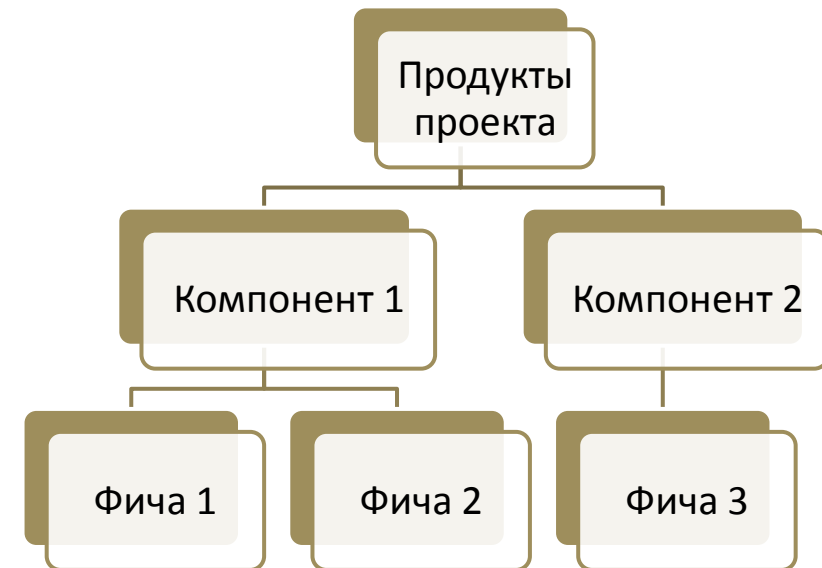 Продукты
проекта
Компонент 1
Компонент 2
Фича 1
Фича 2
Фича 3